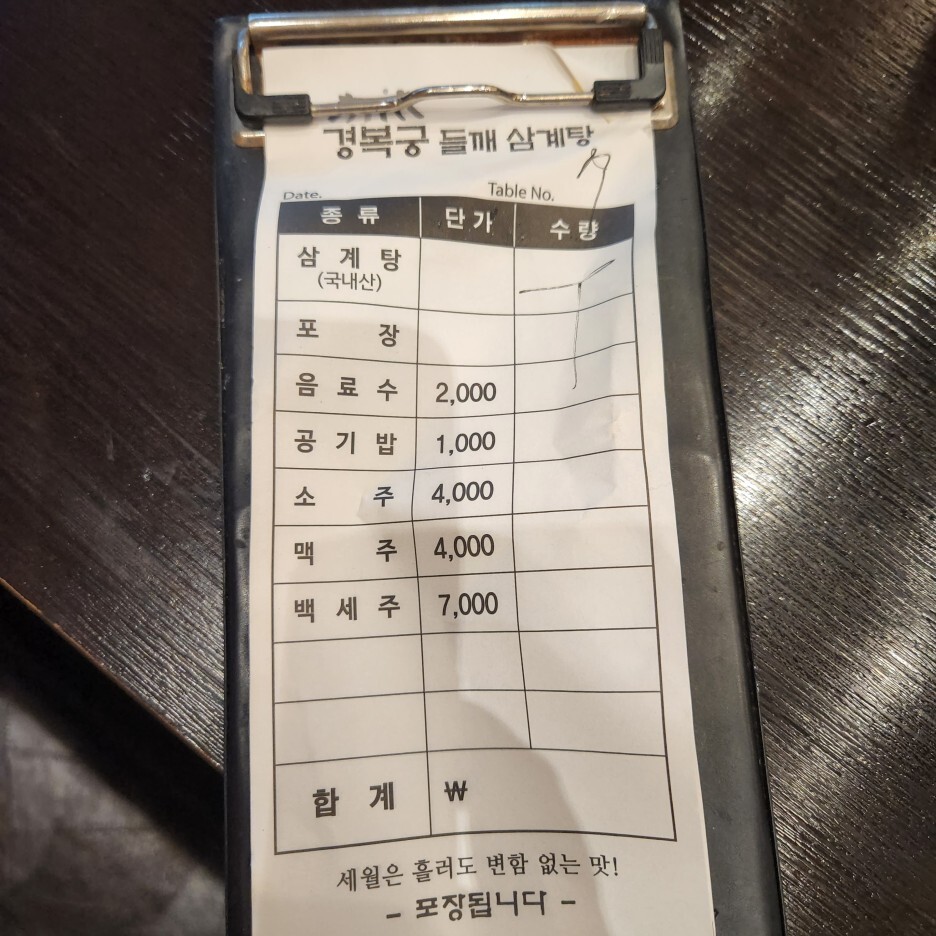 경복궁 들깨 삼계탕
Date. Table No. 9
종류 단가 수량
삼계탕
(국내산)
포장
음료수 2,000
공기밥 1,000
소주 4,000
맥주 4,000
백세주 7,000
합계 ₩
세월은 흘러도 변함 없는 맛!
- 포장됩니다 -